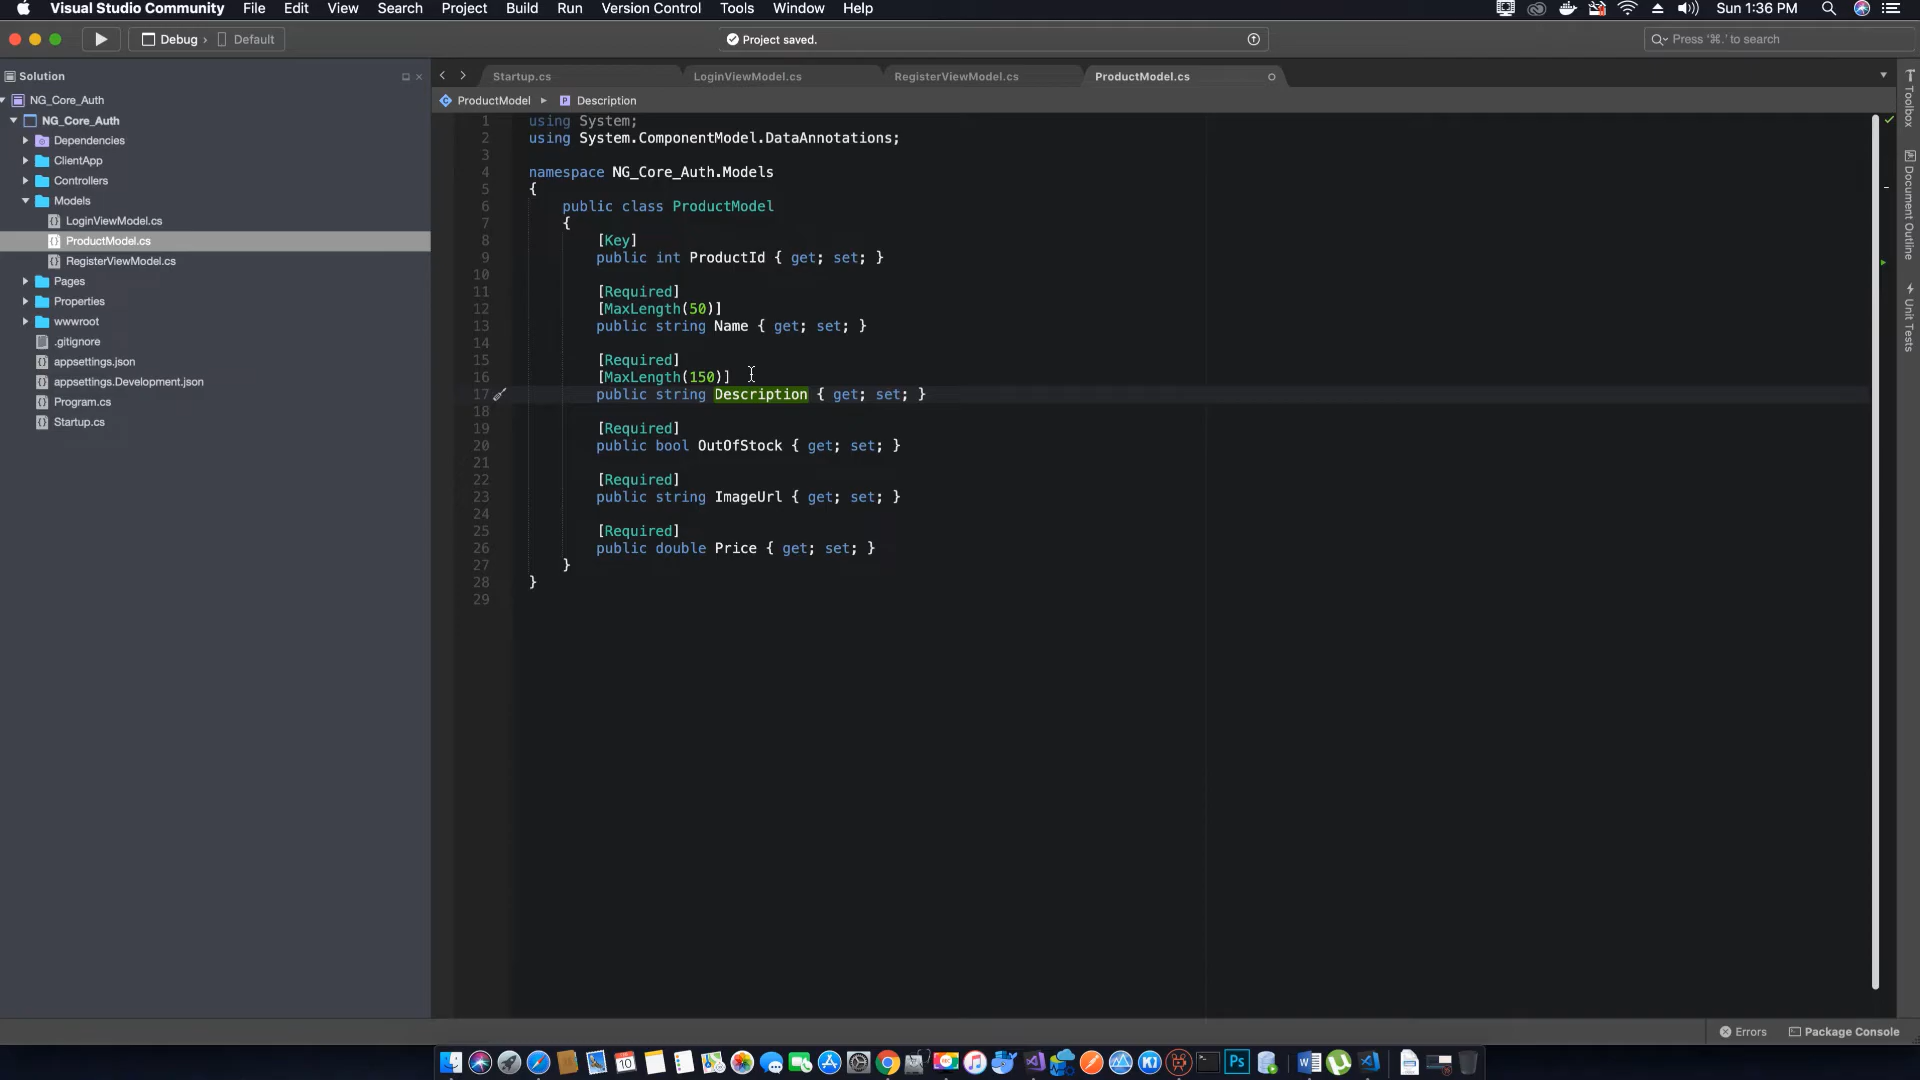 Visual Studio Community File Edit View Search Project Build Run Version Control Tools Window Help Sun 1:36 PM
Debug › Default Project saved. Press '⌘.' to search
Solution
NG_Core_Auth
NG_Core_Auth
Dependencies
ClientApp
Controllers
Models
LoginViewModel.cs
ProductModel.cs
RegisterViewModel.cs
Pages
Properties
wwwroot
.gitignore
appsettings.json
appsettings.Development.json
Program.cs
Startup.cs
Startup.cs LoginViewModel.cs RegisterViewModel.cs ProductModel.cs
ProductModel Description
1 using System;
2 using System.ComponentModel.DataAnnotations;
3
4 namespace NG_Core_Auth.Models
5 {
6 public class ProductModel
7 {
8 [Key]
9 public int ProductId { get; set; }
10
11 [Required]
12 [MaxLength(50)]
13 public string Name { get; set; }
14
15 [Required]
16 [MaxLength(150)]
17 public string Description { get; set; }
18
19 [Required]
20 public bool OutOfStock { get; set; }
21
22 [Required]
23 public string ImageUrl { get; set; }
24
25 [Required]
26 public double Price { get; set; }
27 }
28 }
29
Toolbox
Document Outline
Unit Tests
Errors Package Console